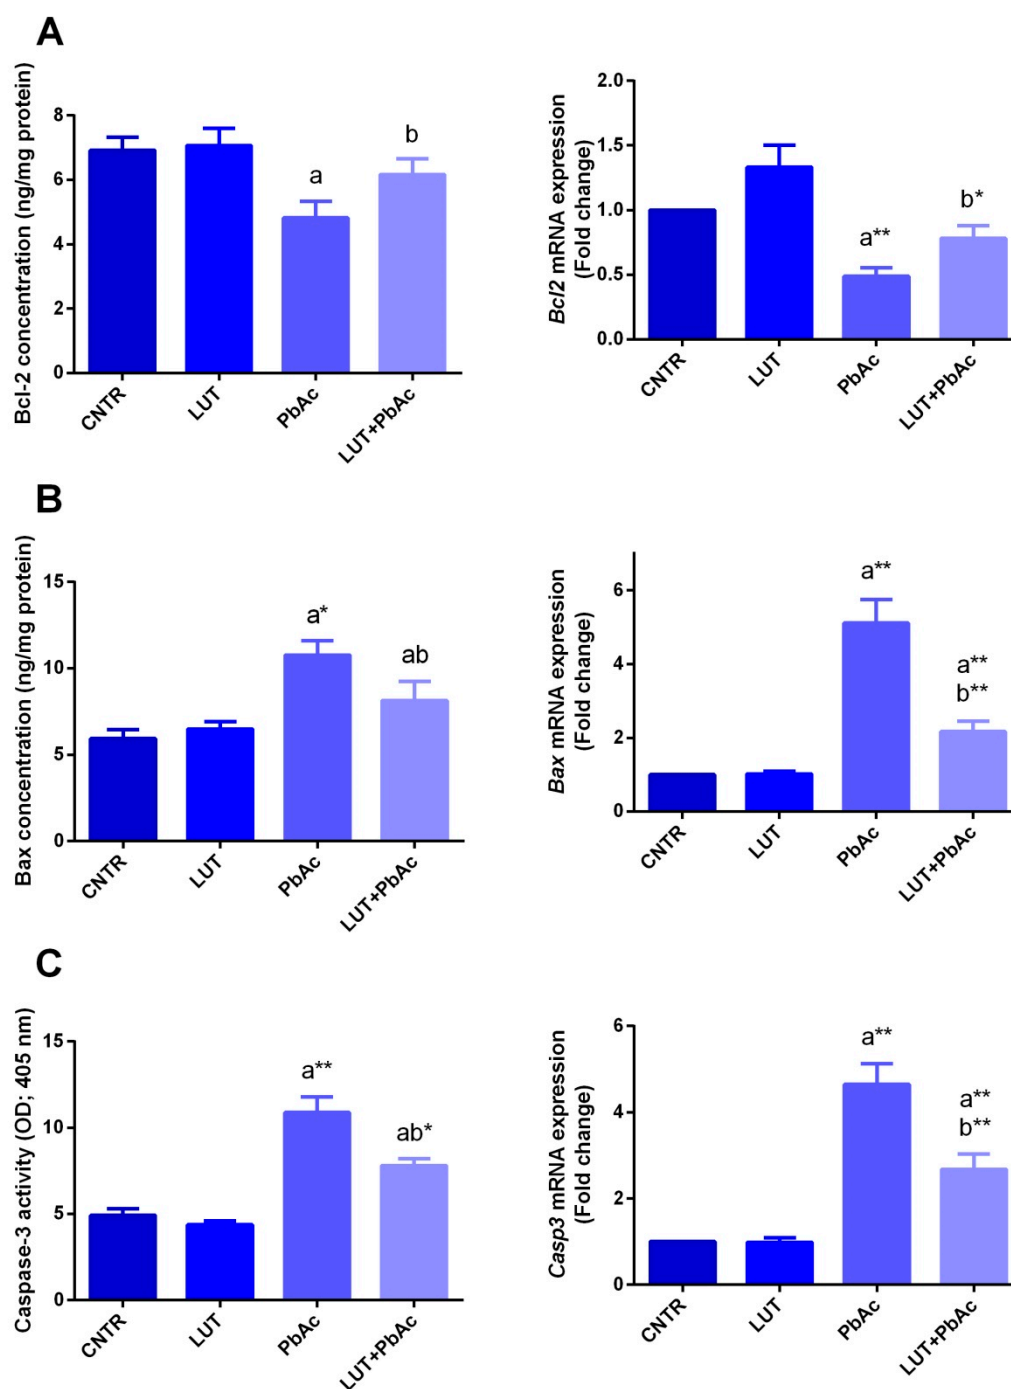 A
Bcl-2 concentration (ng/mg protein)
8
6
4
2
0
a
b
CNTR
LUT
PbAc
LUT+PbAc
Bcl2 mRNA expression
(Fold change)
2.0
1.5
1.0
0.5
0.0
a**
b*
CNTR
LUT
PbAc
LUT+PbAc
B
Bax concentration (ng/mg protein)
15
10
5
0
a*
ab
CNTR
LUT
PbAc
LUT+PbAc
Bax mRNA expression
(Fold change)
6
4
2
0
a**
a**
b**
CNTR
LUT
PbAc
LUT+PbAc
C
Caspase-3 activity (OD; 405 nm)
15
10
5
0
a**
ab*
CNTR
LUT
PbAc
LUT+PbAc
Casp3 mRNA expression
(Fold change)
6
4
2
0
a**
a**
b**
CNTR
LUT
PbAc
LUT+PbAc